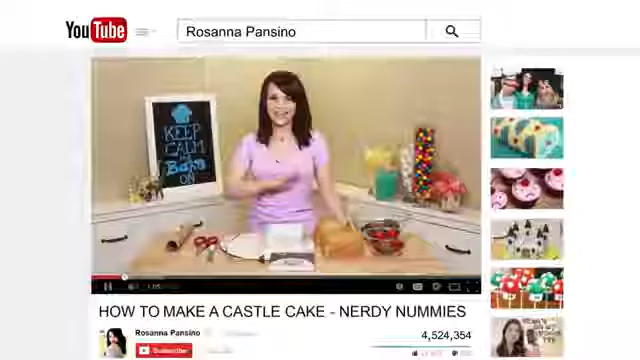 YouTube
Rosanna Pansino
KEEP
CALM
AND
Bake
ON
HOW TO MAKE A CASTLE CAKE - NERDY NUMMIES
Rosanna Pansino
4,524,354
Subscribe